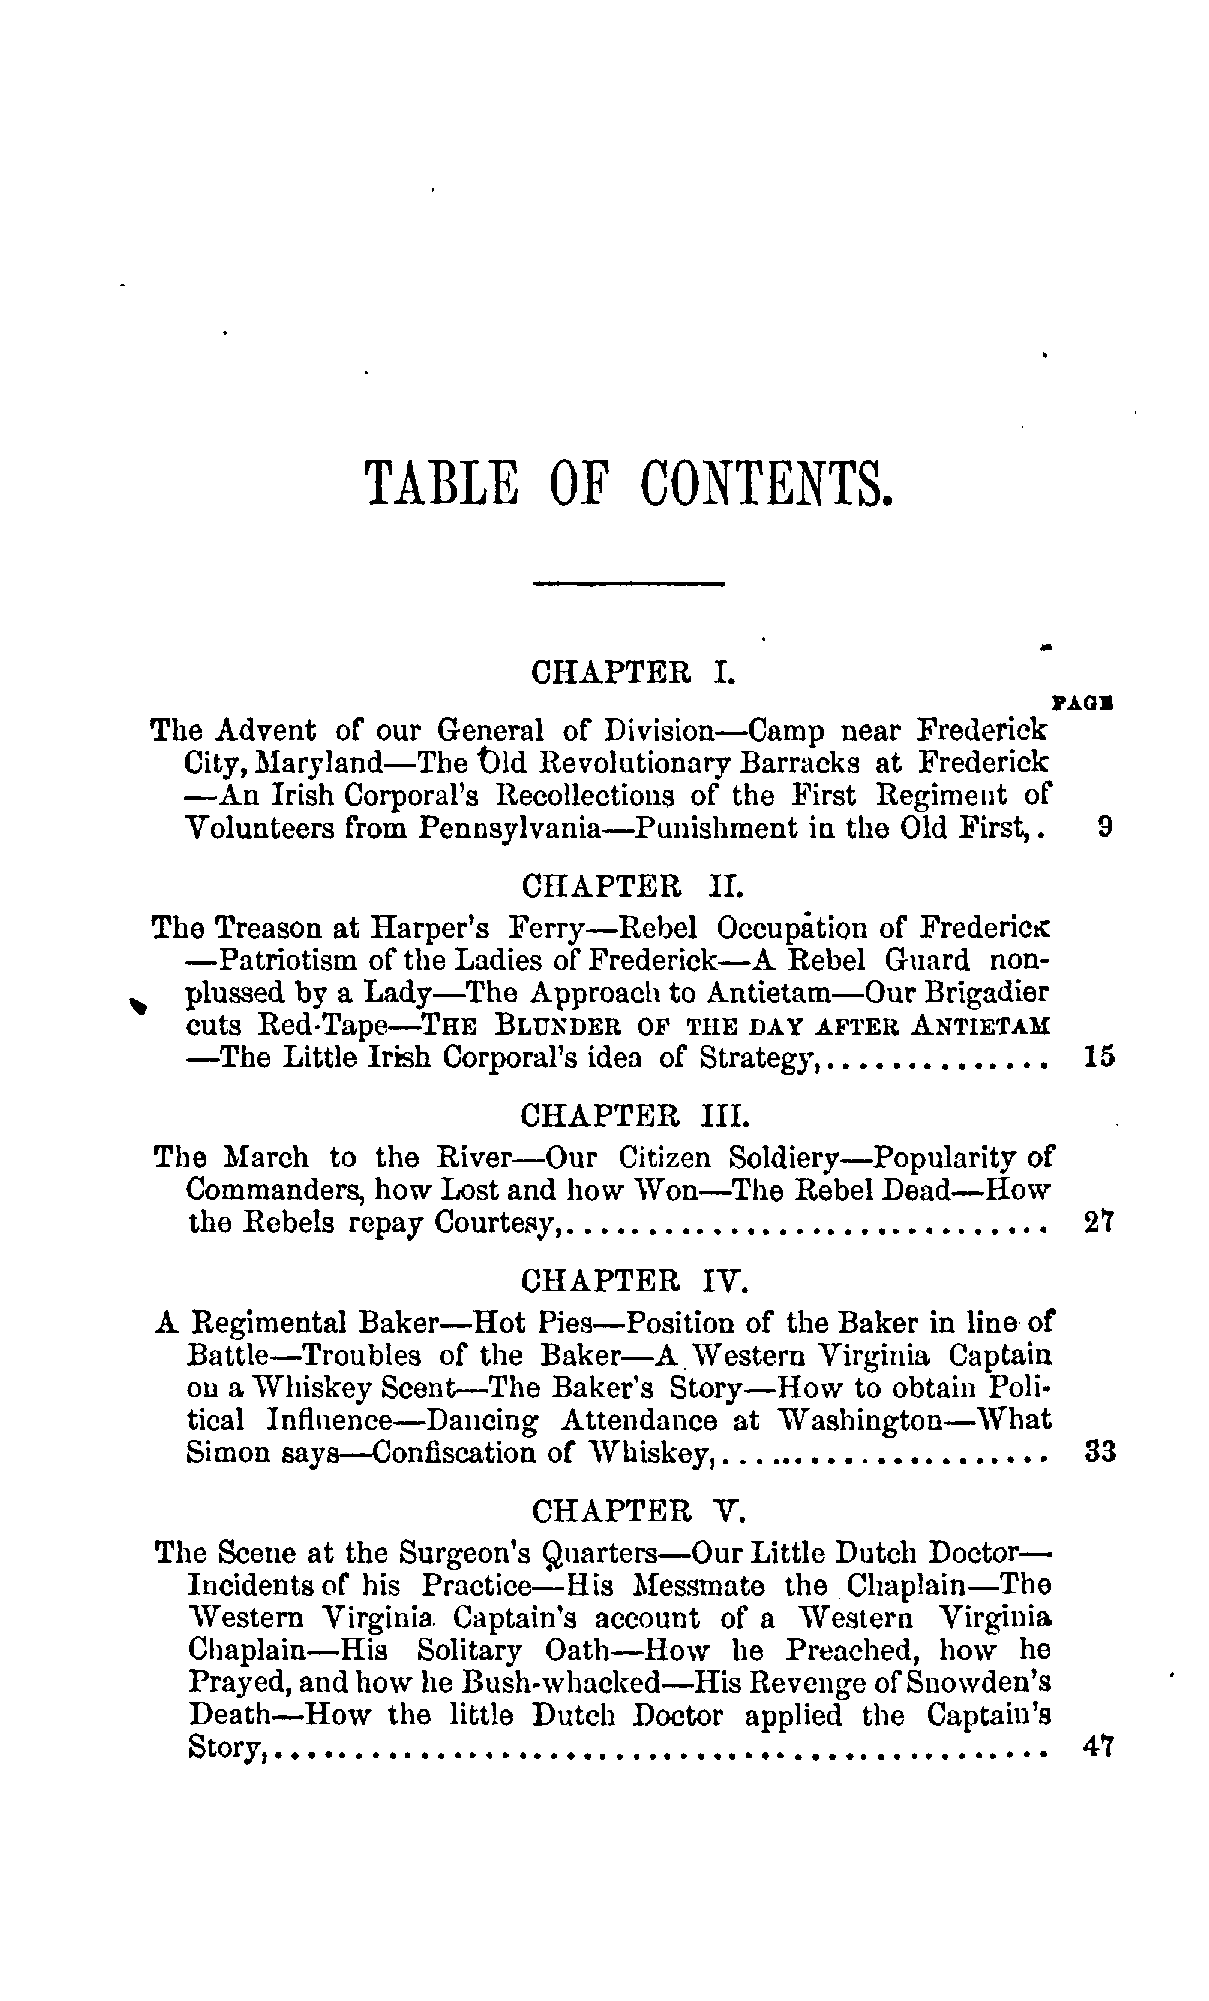 TABLE OF CONTENTS.
CHAPTER I.
PAGE
The Advent of our General of Division—Camp near Frederick
City, Maryland—The Old Revolutionary Barracks at Frederick
—An Irish Corporal's Recollections of the First Regiment of
Volunteers from Pennsylvania—Punishment in the Old First,. 9
CHAPTER II.
The Treason at Harper's Ferry—Rebel Occupation of Frederick
—Patriotism of the Ladies of Frederick—A Rebel Guard non-
plussed by a Lady—The Approach to Antietam—Our Brigadier
cuts Red-Tape—THE BLUNDER OF THE DAY AFTER ANTIETAM
—The Little Irish Corporal's idea of Strategy,.............. 15
CHAPTER III.
The March to the River—Our Citizen Soldiery—Popularity of
Commanders, how Lost and how Won—The Rebel Dead—How
the Rebels repay Courtesy,.............................. 27
CHAPTER IV.
A Regimental Baker—Hot Pies—Position of the Baker in line of
Battle—Troubles of the Baker—A Western Virginia Captain
on a Whiskey Scent—The Baker's Story—How to obtain Poli-
tical Influence—Dancing Attendance at Washington—What
Simon says—Confiscation of Whiskey,..................... 33
CHAPTER V.
The Scene at the Surgeon's Quarters—Our Little Dutch Doctor—
Incidents of his Practice—His Messmate the Chaplain—The
Western Virginia Captain's account of a Western Virginia
Chaplain—His Solitary Oath—How he Preached, how he
Prayed, and how he Bush-whacked—His Revenge of Snowden's
Death—How the little Dutch Doctor applied the Captain's
Story,................................................ 47